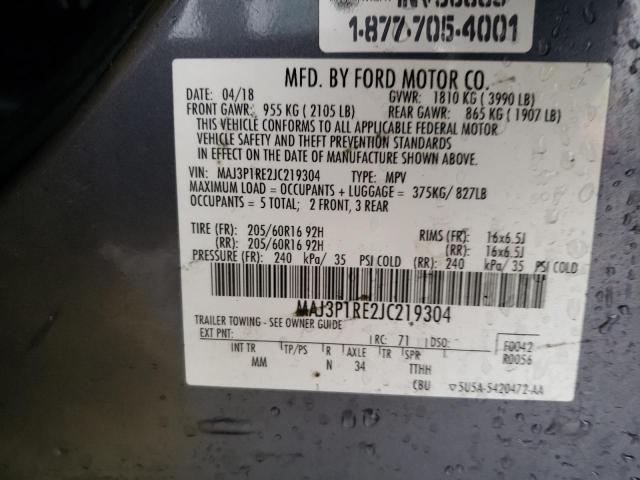 1-877-705-4001
MFD. BY FORD MOTOR CO.
04/18 GVWR: 1810 KG ( 3990 LB)
FRONT GAWR: 955 KG ( 2105 LB) REAR GAWR: 865 KG ( 1907 LB)
THIS VEHICLE CONFORMS TO ALL APPLICABLE FEDERAL MOTOR
VEHICLE SAFETY AND THEFT PREVENTION STANDARDS
IN EFFECT ON THE DATE OF MANUFACTURE SHOWN ABOVE.
VIN: MAJ3P1RE2JC219304 TYPE: MPV
MAXIMUM LOAD = OCCUPANTS + LUGGAGE = 375KG/ 827LB
OCCUPANTS = 5 TOTAL; 2 FRONT, 3 REAR
TIRE (FR): 205/60R16 92H RIMS (FR): 16x6.5J
(RR): 205/60R16 92H (RR): 16x6.5J
PRESSURE (FR): 240 kPa/ 35 PSI COLD (RR): 240 kPa/ 35 PSI COLD
MAJ3P1RE2JC219304
TRAILER TOWING - SEE OWNER GUIDE
EXT PNT: RC: 71 DSO: F0042
R0056
INT TR TP/PS R AXLE TR SPR
MM N 34 TTHH
CBU ▽5U5A-5420472-AA